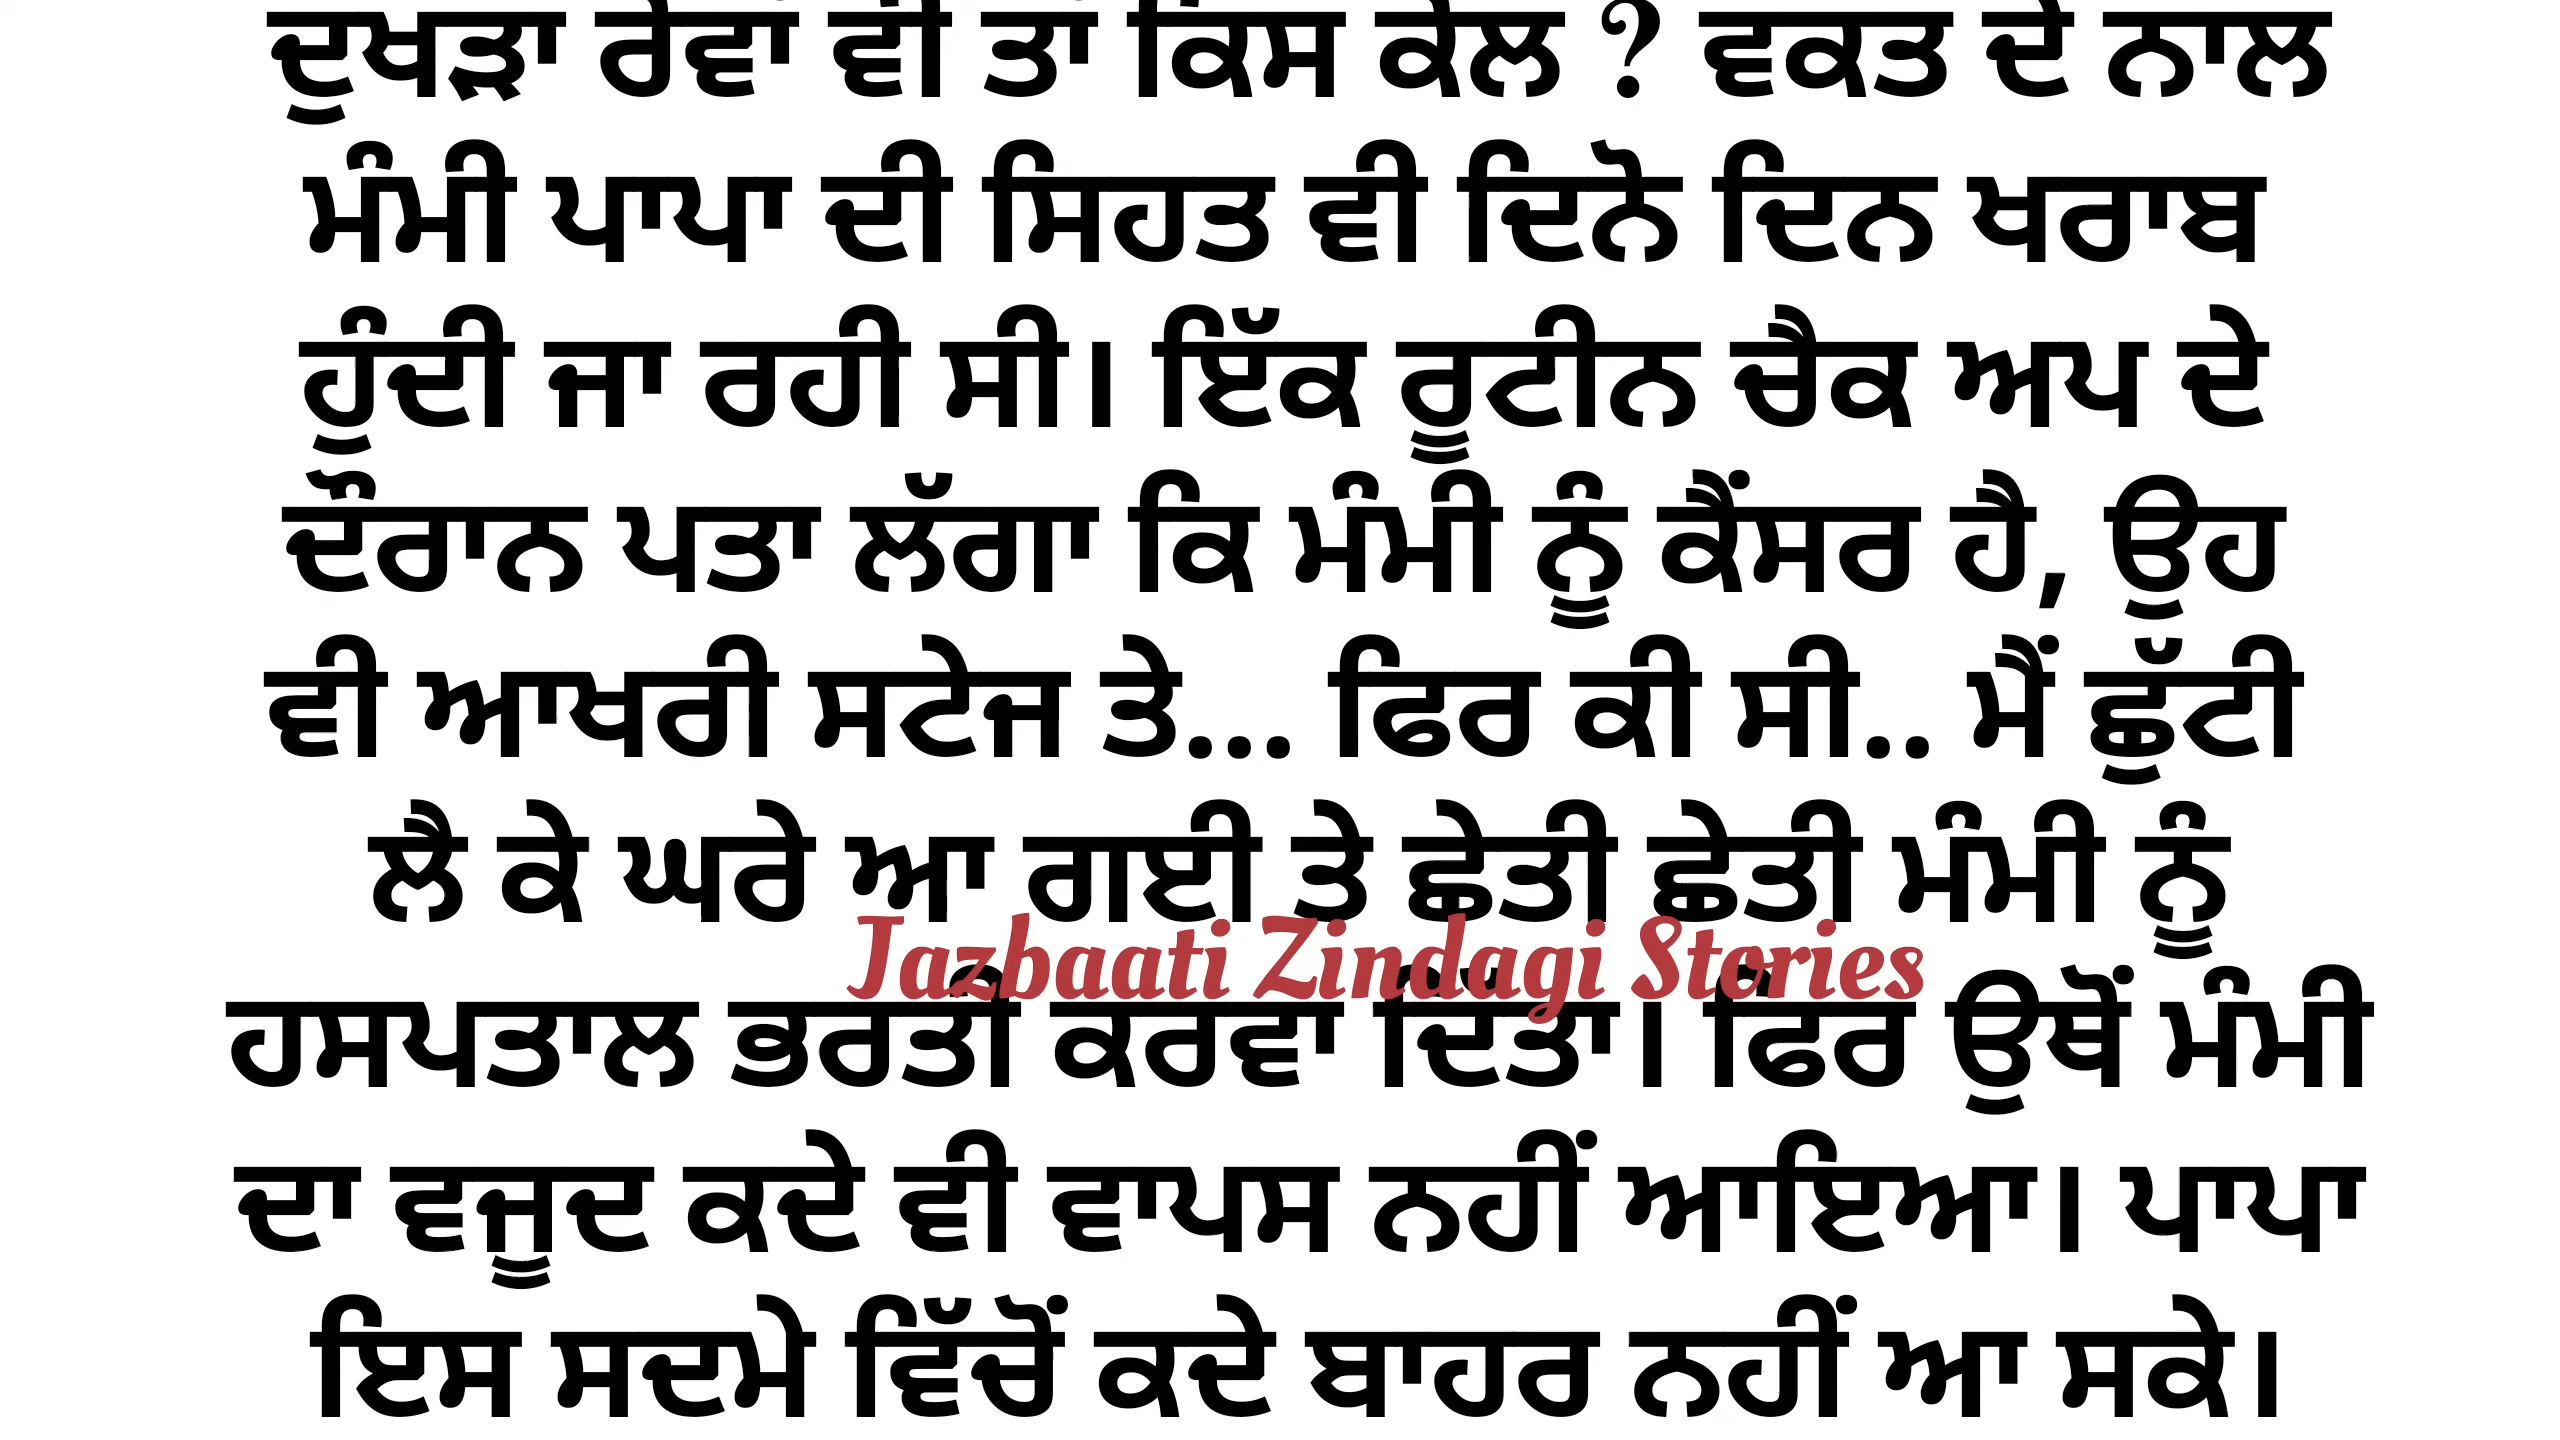 ਦੁਖੜਾ ਰੋਵਾਂ ਵੀ ਤਾਂ ਕਿਸ ਕੋਲ ? ਵਕਤ ਦੇ ਨਾਲ
ਮੰਮੀ ਪਾਪਾ ਦੀ ਸਿਹਤ ਵੀ ਦਿਨੋ ਦਿਨ ਖਰਾਬ
ਹੁੰਦੀ ਜਾ ਰਹੀ ਸੀ। ਇੱਕ ਰੂਟੀਨ ਚੈਕ ਅਪ ਦੇ
ਦੌਰਾਨ ਪਤਾ ਲੱਗਾ ਕਿ ਮੰਮੀ ਨੂੰ ਕੈਂਸਰ ਹੈ, ਉਹ
ਵੀ ਆਖਰੀ ਸਟੇਜ ਤੇ... ਫਿਰ ਕੀ ਸੀ.. ਮੈਂ ਛੁੱਟੀ
ਲੈ ਕੇ ਘਰੇ ਆ ਗਈ ਤੇ ਛੇਤੀ ਛੇਤੀ ਮੰਮੀ ਨੂੰ
Jazbaati Zindagi Stories
ਹਸਪਤਾਲ ਭਰਤੀ ਕਰਵਾ ਦਿੱਤਾ। ਫਿਰ ਉਥੋਂ ਮੰਮੀ
ਦਾ ਵਜੂਦ ਕਦੇ ਵੀ ਵਾਪਸ ਨਹੀਂ ਆਇਆ। ਪਾਪਾ
ਇਸ ਸਦਮੇ ਵਿੱਚੋਂ ਕਦੇ ਬਾਹਰ ਨਹੀਂ ਆ ਸਕੇ।